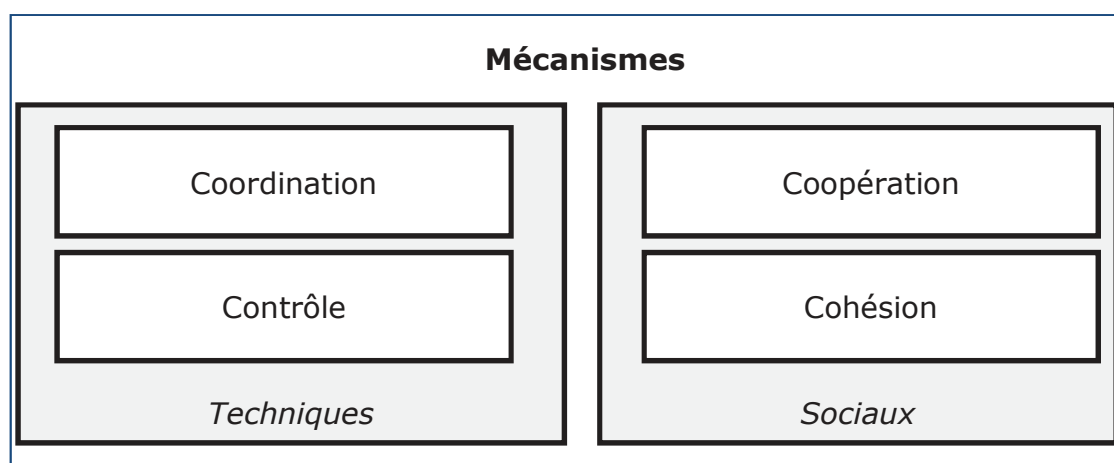 Mécanismes
Coordination
Contrôle
Techniques
Coopération
Cohésion
Sociaux